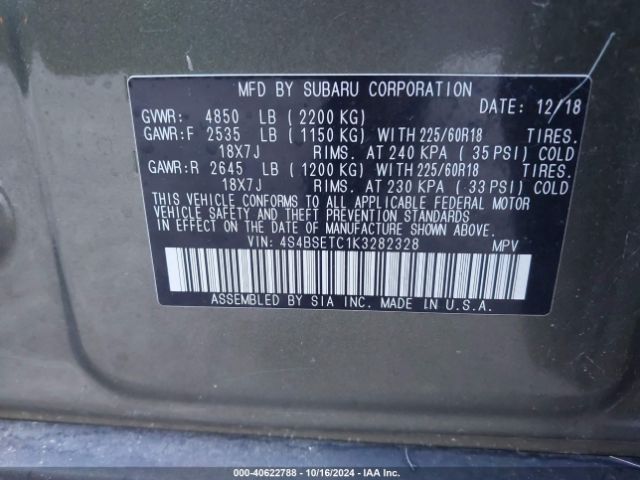 MFD BY SUBARU CORPORATION
DATE: 12/18
GVWR: 4850 LB ( 2200 KG)
GAWR:F 2535 LB ( 1150 KG) WITH 225/60R18 TIRES.
18X7J RIMS. AT 240 KPA ( 35 PSI) COLD
GAWR:R 2645 LB ( 1200 KG) WITH 225/60R18 TIRES.
18X7J RIMS. AT 230 KPA ( 33 PSI) COLD
THIS VEHICLE CONFORMS TO ALL APPLICABLE FEDERAL MOTOR
VEHICLE SAFETY AND THEFT PREVENTION STANDARDS
IN EFFECT ON THE DATE OF MANUFACTURE SHOWN ABOVE.
VIN: 4S4BSETC1K3282328 MPV
ASSEMBLED BY SIA INC. MADE IN U.S.A.
000-40622788 - 10/16/2024 - IAA Inc.